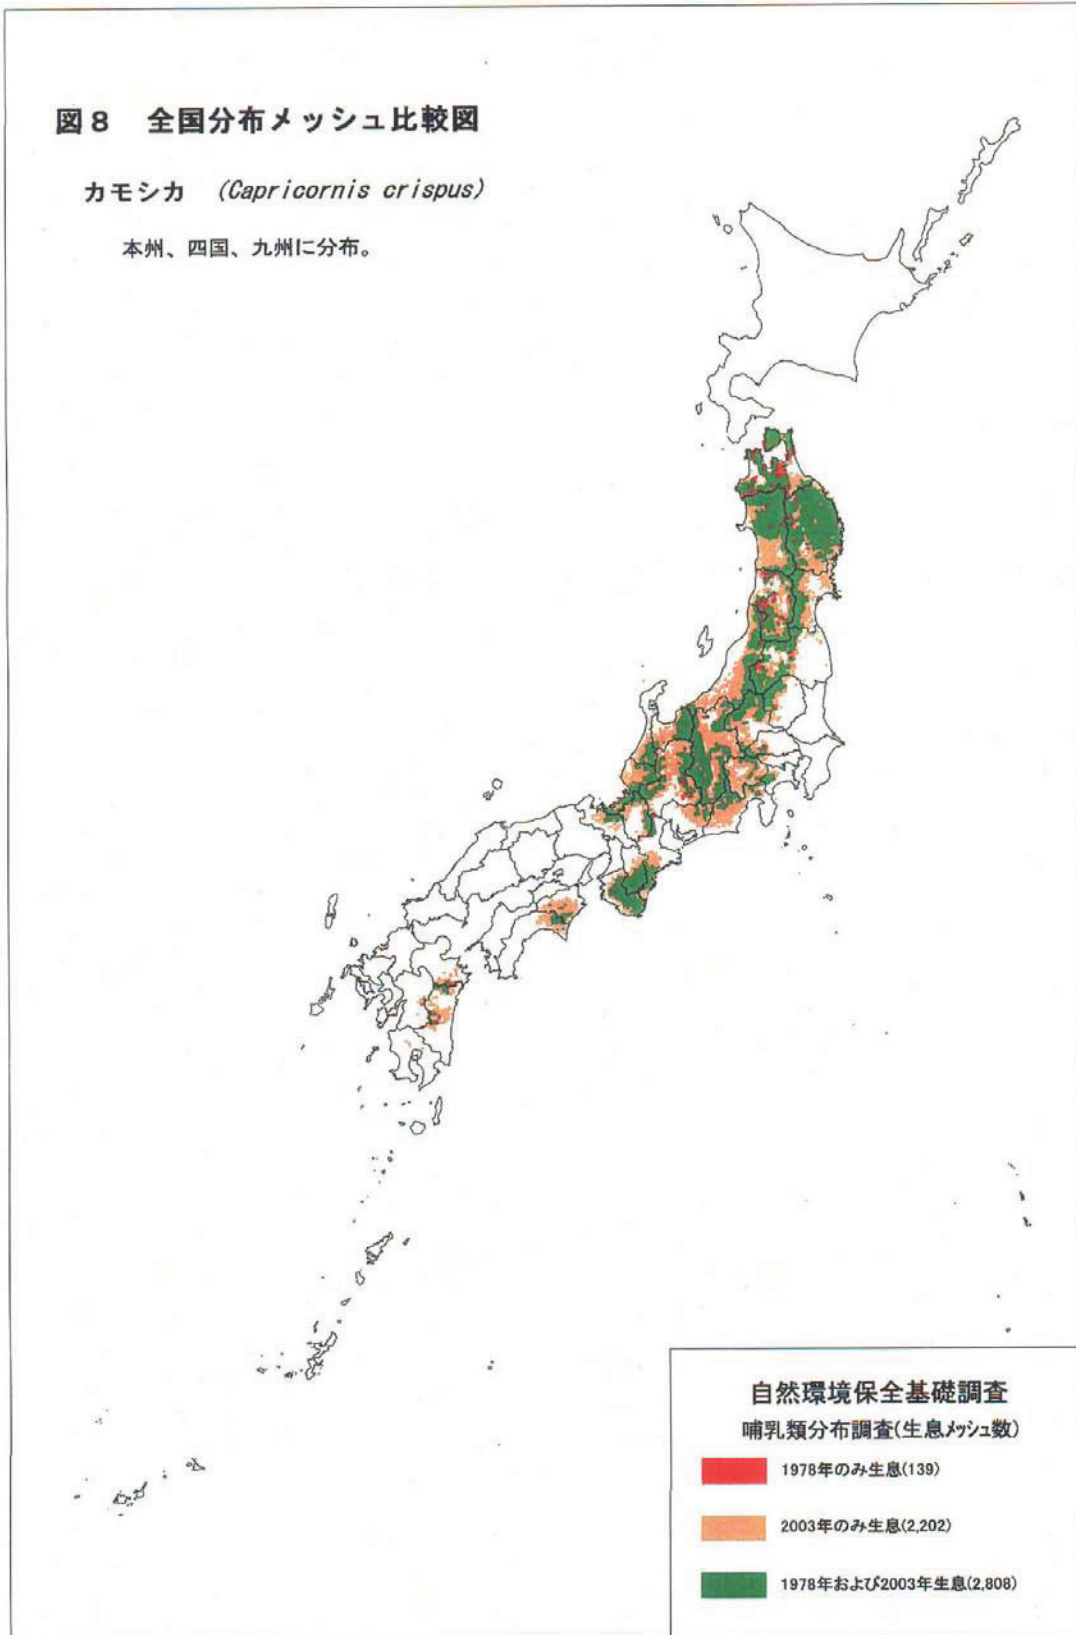 図8 全国分布メッシュ比較図
カモシカ (Capricornis crispus)
本州、四国、九州に分布。
自然環境保全基礎調査
哺乳類分布調査(生息メッシュ数)
1978年のみ生息(139)
2003年のみ生息(2,202)
1978年および2003年生息(2,808)